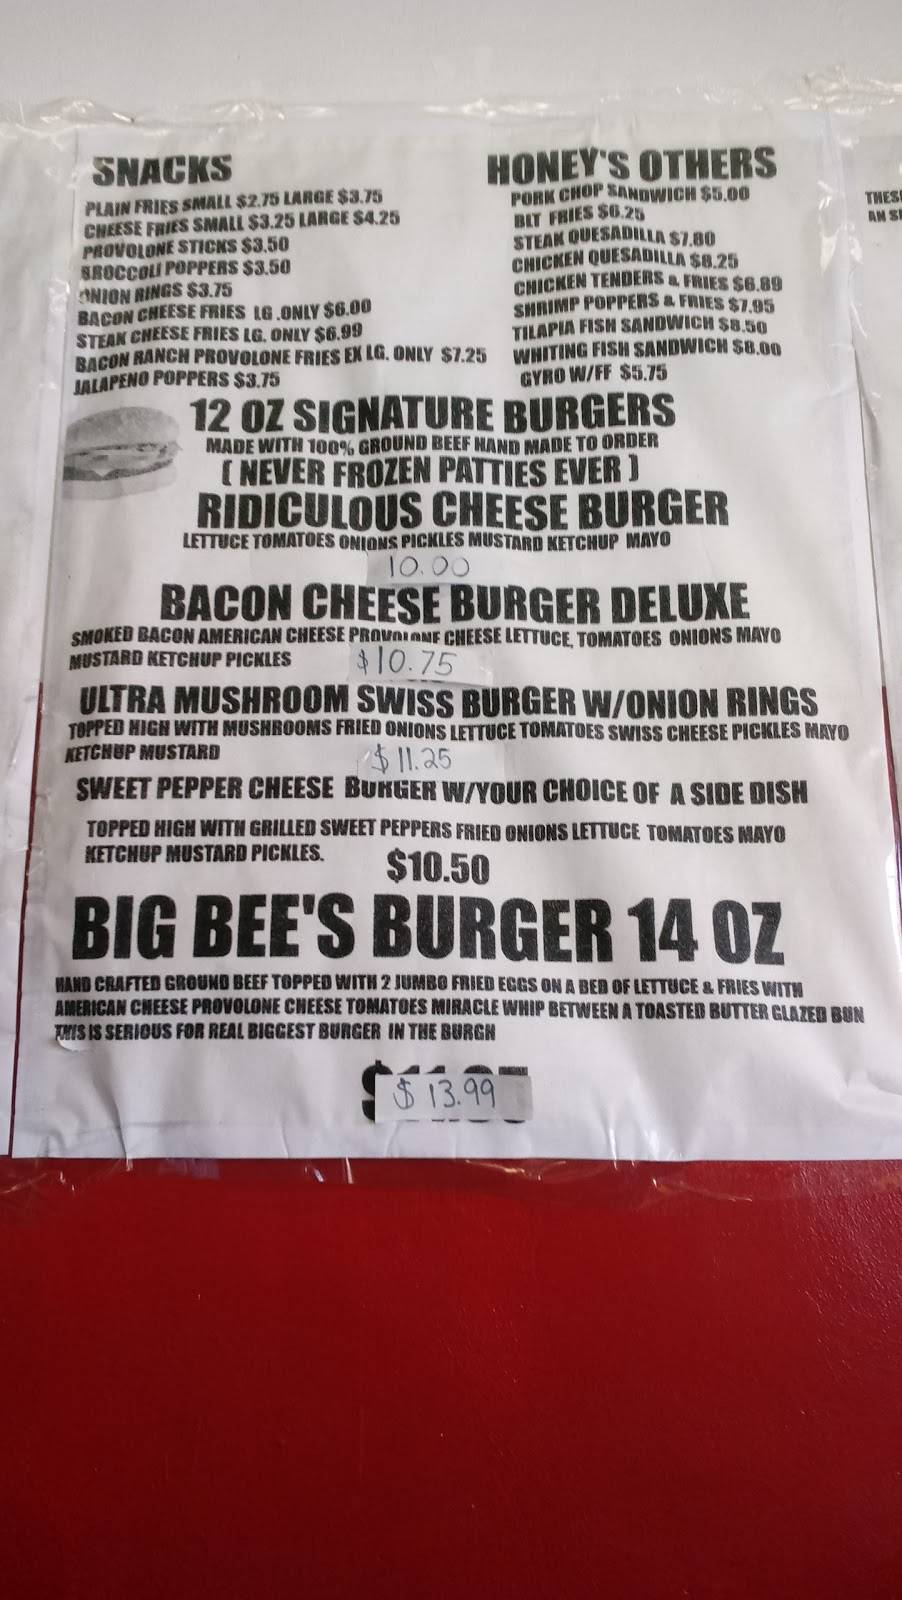 SNACKS
PLAIN FRIES SMALL $2.75 LARGE $3.75
CHEESE FRIES SMALL $3.25 LARGE $4.25
PROVOLONE STICKS $3.50
BROCCOLI POPPERS $3.50
ONION RINGS $3.75
BACON CHEESE FRIES LG .ONLY $6.00
STEAK CHEESE FRIES LG. ONLY $6.99
BACON RANCH PROVOLONE FRIES EX LG. ONLY $7.25
JALAPENO POPPERS $3.75
HONEY'S OTHERS
PORK CHOP SANDWICH $5.00
BLT FRIES $6.25
STEAK QUESADILLA $7.80
CHICKEN QUESADILLA $8.25
CHICKEN TENDERS & FRIES $6.89
SHRIMP POPPERS & FRIES $7.95
TILAPIA FISH SANDWICH $8.50
WHITING FISH SANDWICH $8.00
GYRO W/FF $5.75
12 OZ SIGNATURE BURGERS
MADE WITH 100% GROUND BEEF HAND MADE TO ORDER
( NEVER FROZEN PATTIES EVER )
RIDICULOUS CHEESE BURGER
LETTUCE TOMATOES ONIONS PICKLES MUSTARD KETCHUP MAYO
10.00
BACON CHEESE BURGER DELUXE
SMOKED BACON AMERICAN CHEESE PROVOLONE CHEESE LETTUCE, TOMATOES ONIONS MAYO
MUSTARD KETCHUP PICKLES
$10.75
ULTRA MUSHROOM SWISS BURGER W/ONION RINGS
TOPPED HIGH WITH MUSHROOMS FRIED ONIONS LETTUCE TOMATOES SWISS CHEESE PICKLES MAYO
KETCHUP MUSTARD
$11.25
SWEET PEPPER CHEESE BURGER W/YOUR CHOICE OF A SIDE DISH
TOPPED HIGH WITH GRILLED SWEET PEPPERS FRIED ONIONS LETTUCE TOMATOES MAYO
KETCHUP MUSTARD PICKLES.
$10.50
BIG BEE'S BURGER 14 OZ
HAND CRAFTED GROUND BEEF TOPPED WITH 2 JUMBO FRIED EGGS ON A BED OF LETTUCE & FRIES WITH
AMERICAN CHEESE PROVOLONE CHEESE TOMATOES MIRACLE WHIP BETWEEN A TOASTED BUTTER GLAZED BUN
THIS IS SERIOUS FOR REAL BIGGEST BURGER IN THE BURGH
$ 13.99